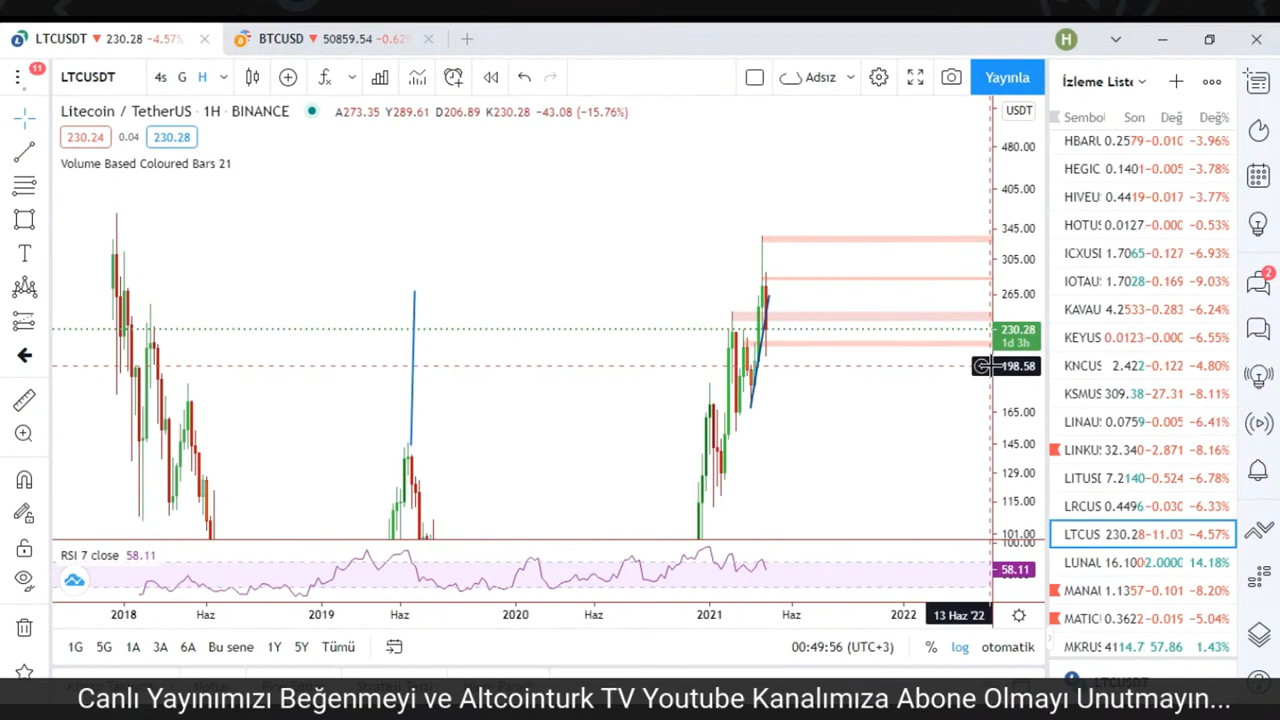 LTCUSDT ▼ 230.28 -4.57%
BTCUSD ▼ 50859.54 -0.62%
H
11
LTCUSDT
4s G H
Adsız
Yayınla
Litecoin / TetherUS · 1H · BINANCE
A273.35 Y289.61 D206.89 K230.28 -43.08 (-15.76%)
230.24 0.04 230.28
Volume Based Coloured Bars 21
USDT
480.00
405.00
345.00
305.00
265.00
230.28
1d 3h
198.58
165.00
145.00
129.00
115.00
101.00
100.00
RSI 7 close 58.11
58.11
2018 Haz 2019 Haz 2020 Haz 2021 Haz 2022 13 Haz '22
1G 5G 1A 3A 6A Bu sene 1Y 5Y Tümü
00:49:56 (UTC+3)
% log otomatik
İzleme Liste
Sembol Son Değ Değ%
HBARU 0.2579 -0.010 -3.96%
HEGIC 0.1401 -0.005 -3.78%
HIVEU 0.4419 -0.017 -3.77%
HOTUS 0.0127 -0.000 -0.53%
ICXUSI 1.7065 -0.127 -6.93%
IOTAU 1.7028 -0.169 -9.03%
KAVAU 4.2533 -0.283 -6.24%
KEYUS 0.0123 -0.000 -6.55%
KNCUS 2.422 -0.122 -4.80%
KSMUS 309.38 -27.31 -8.11%
LINAU 0.0759 -0.005 -6.41%
LINKU 32.340 -2.871 -8.16%
LITUSI 7.2140 -0.524 -6.78%
LRCUS 0.4496 -0.030 -6.33%
LTCUS 230.28 -11.03 -4.57%
LUNAU 16.100 2.0000 14.18%
MANAU 1.1357 -0.101 -8.20%
MATIC 0.3622 -0.019 -5.04%
MKRUS 4114.7 57.86 1.43%
2
Canlı Yayınımızı Beğenmeyi ve Altcointurk TV Youtube Kanalımıza Abone Olmayı Unutmayın...